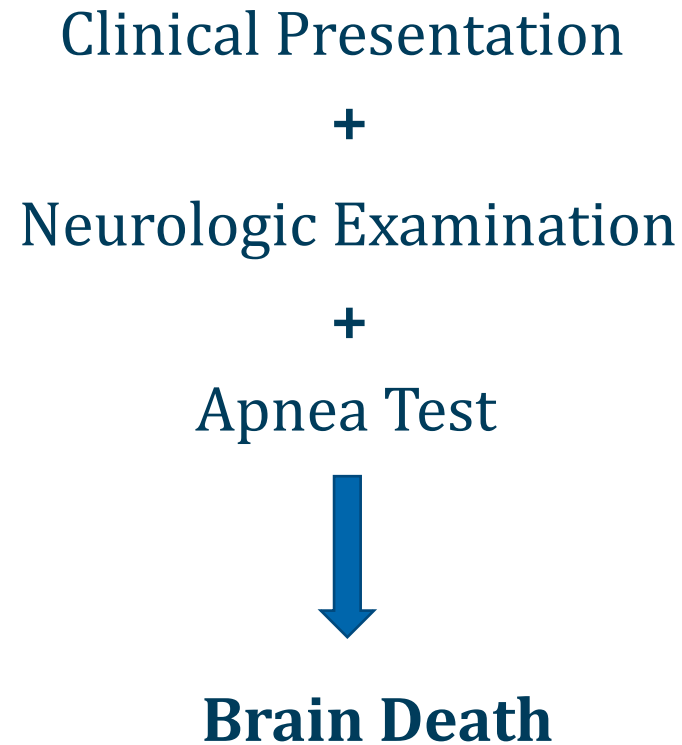 Clinical Presentation
+
Neurologic Examination
+
Apnea Test
Brain Death